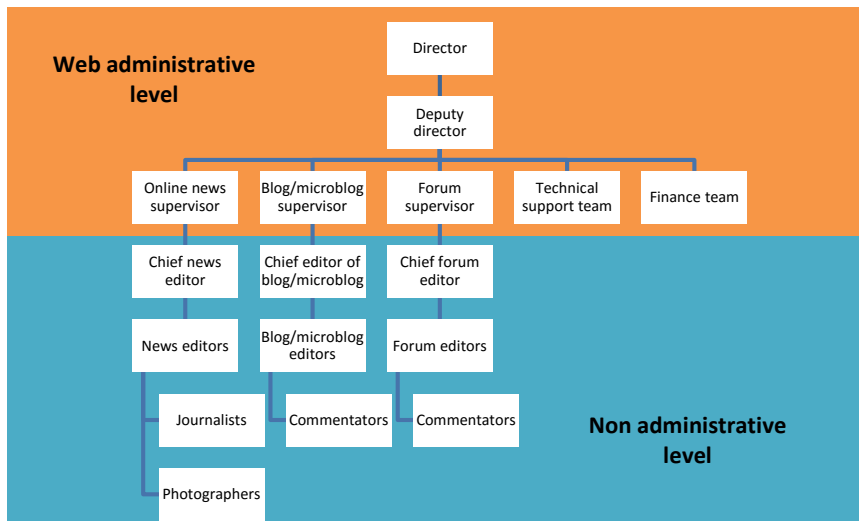 Web administrative
level
Director
Deputy
director
Online news
supervisor
Blog/microblog
supervisor
Forum
supervisor
Technical
support team
Finance team
Chief news
editor
Chief editor of
blog/microblog
Chief forum
editor
News editors
Blog/microblog
editors
Forum editors
Journalists
Commentators
Commentators
Photographers
Non administrative
level